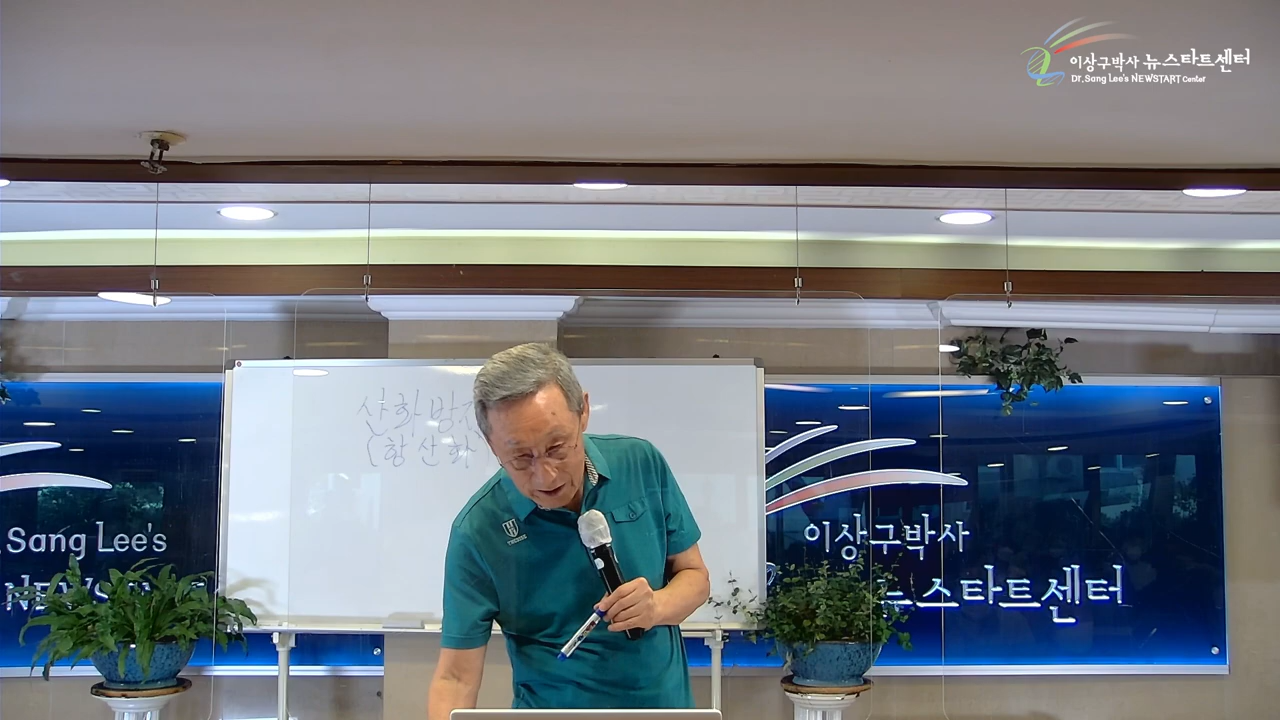 이상구박사 뉴스타트센터
Dr. Sang Lee's NEWSTART Center
산화방
(항산화
Sang Lee's
이상구박사
뉴스타트센터